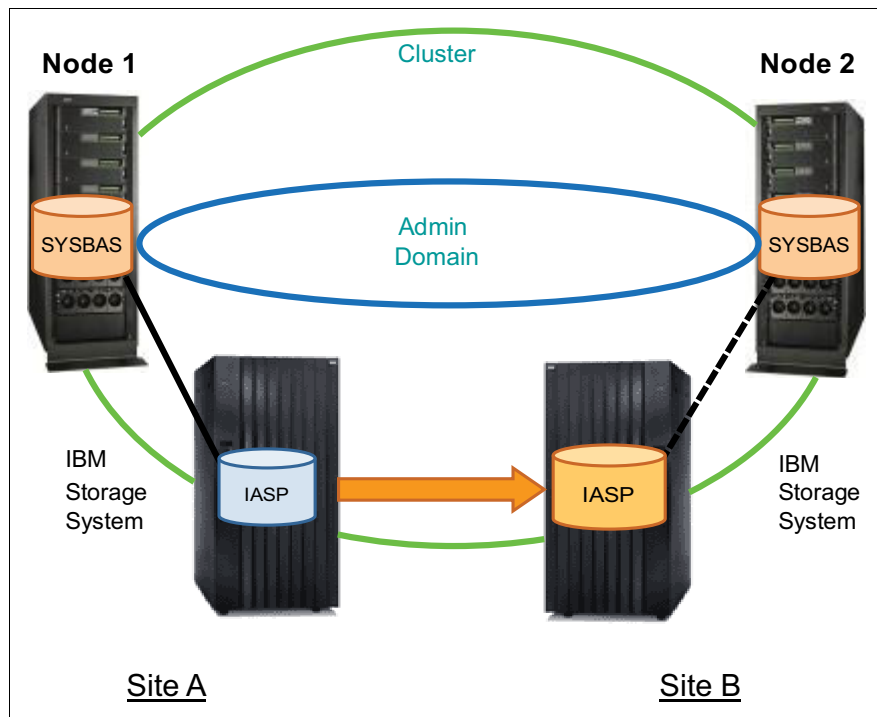 Cluster
Node 1
Node 2
SYSBAS
Admin
Domain
SYSBAS
IBM
Storage
System
IASP
IASP
IBM
Storage
System
Site A
Site B